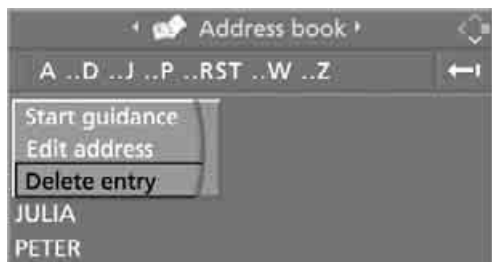 Address book
A ..D ..J ..P ..RST ..W ..Z
Start guidance
Edit address
Delete entry
JULIA
PETER